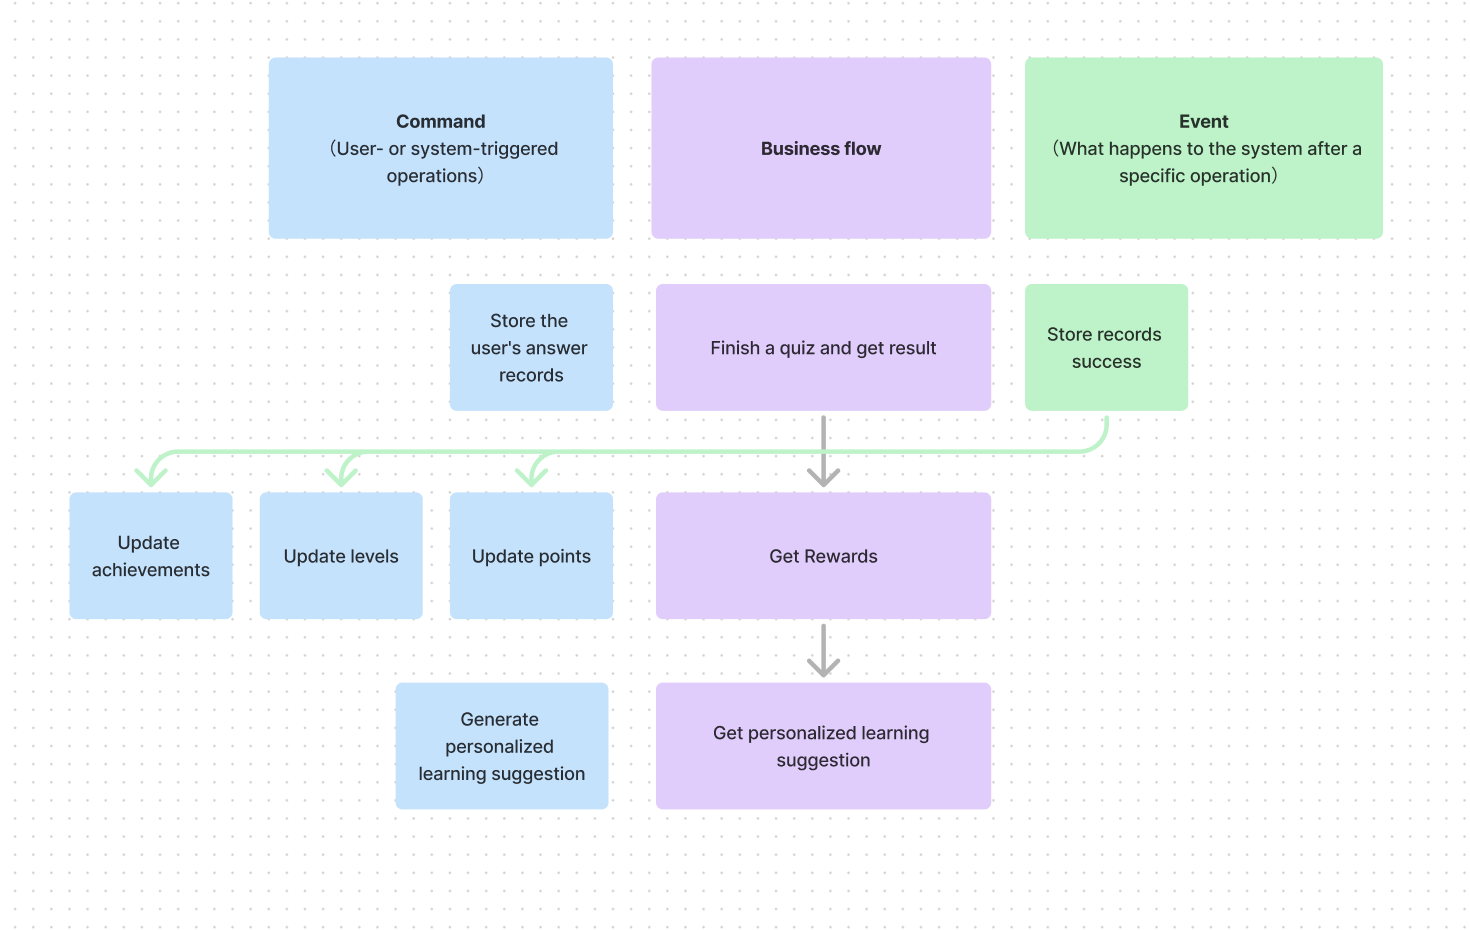 Command
（User- or system-triggered
operations）
Business flow
Event
（What happens to the system after a
specific operation）
Store the
user's answer
records
Finish a quiz and get result
Store records
success
Update
achievements
Update levels
Update points
Get Rewards
Generate
personalized
learning suggestion
Get personalized learning
suggestion